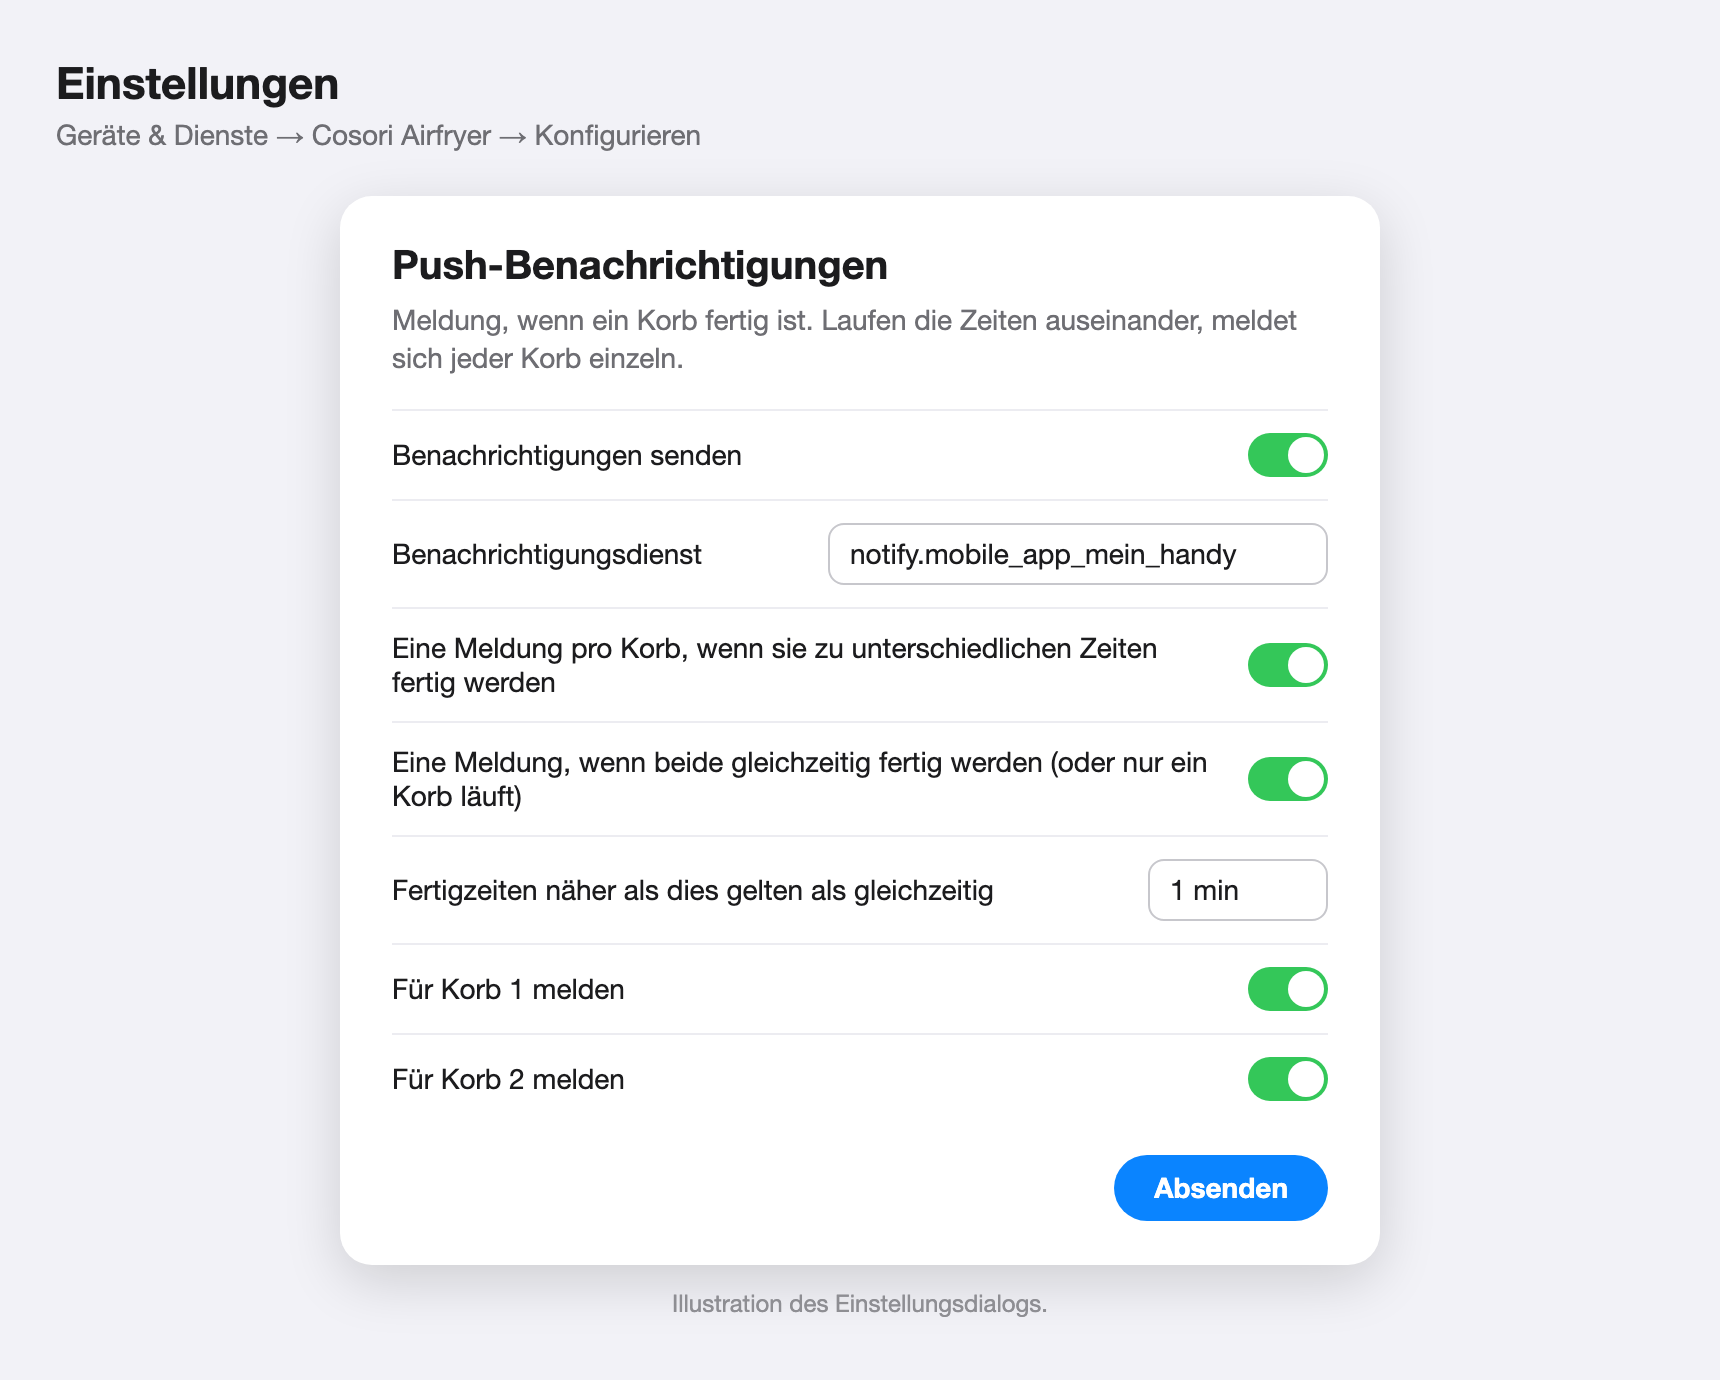 Einstellungen
Geräte & Dienste → Cosori Airfryer → Konfigurieren
Push-Benachrichtigungen
Meldung, wenn ein Korb fertig ist. Laufen die Zeiten auseinander, meldet
sich jeder Korb einzeln.
Benachrichtigungen senden
Benachrichtigungsdienst
notify.mobile_app_mein_handy
Eine Meldung pro Korb, wenn sie zu unterschiedlichen Zeiten
fertig werden
Eine Meldung, wenn beide gleichzeitig fertig werden (oder nur ein
Korb läuft)
Fertigzeiten näher als dies gelten als gleichzeitig
1 min
Für Korb 1 melden
Für Korb 2 melden
Absenden
Illustration des Einstellungsdialogs.